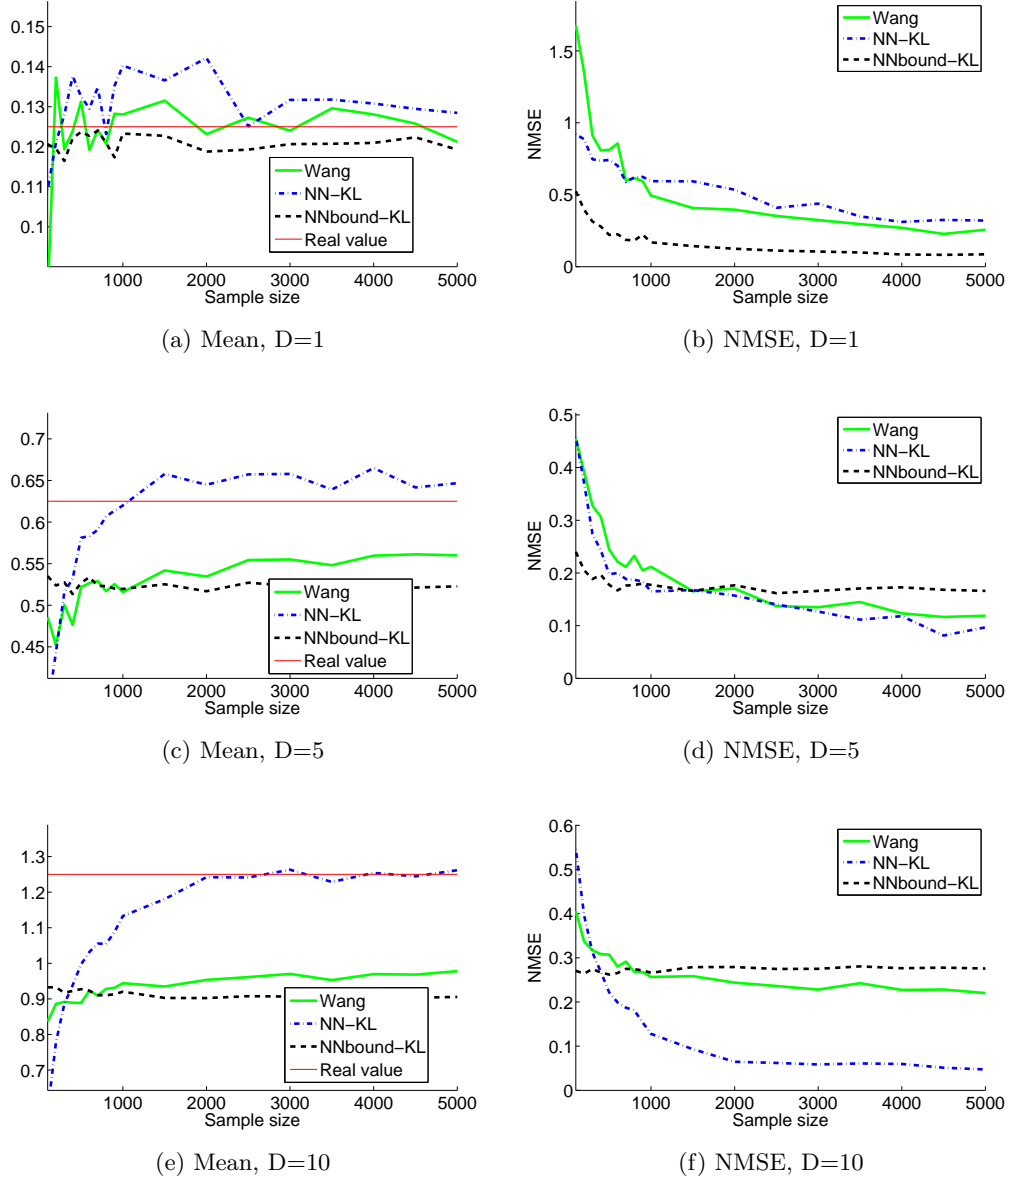 0.15
0.14
0.13
0.12
0.11
0.1
1000 2000 3000 4000 5000
Sample size
Wang
NN−KL
NNbound−KL
Real value
(a) Mean, D=1
1.5
1
0.5
0
NMSE
1000 2000 3000 4000 5000
Sample size
Wang
NN−KL
NNbound−KL
(b) NMSE, D=1
0.7
0.65
0.6
0.55
0.5
0.45
1000 2000 3000 4000 5000
Sample size
Wang
NN−KL
NNbound−KL
Real value
(c) Mean, D=5
0.5
0.4
0.3
0.2
0.1
0
NMSE
1000 2000 3000 4000 5000
Sample size
Wang
NN−KL
NNbound−KL
(d) NMSE, D=5
1.3
1.2
1.1
1
0.9
0.8
0.7
1000 2000 3000 4000 5000
Sample size
Wang
NN−KL
NNbound−KL
Real value
(e) Mean, D=10
0.6
0.5
0.4
0.3
0.2
0.1
0
NMSE
1000 2000 3000 4000 5000
Sample size
Wang
NN−KL
NNbound−KL
(f) NMSE, D=10